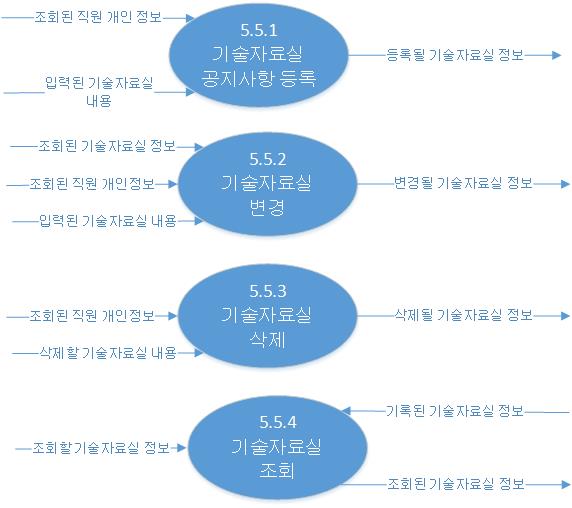 조회된 직원 개인 정보
입력된 기술자료실
내용
5.5.1
기술자료실
공지사항 등록
등록될 기술자료실 정보
조회된 기술자료실 정보
조회된 직원 개인정보
입력된 기술자료실 내용
5.5.2
기술자료실
변경
변경될 기술자료실 정보
조회된 직원 개인정보
삭제할 기술자료실 내용
5.5.3
기술자료실
삭제
삭제될 기술자료실 정보
조회할 기술자료실 정보
5.5.4
기술자료실
조회
기록된 기술자료실 정보
조회된 기술자료실 정보